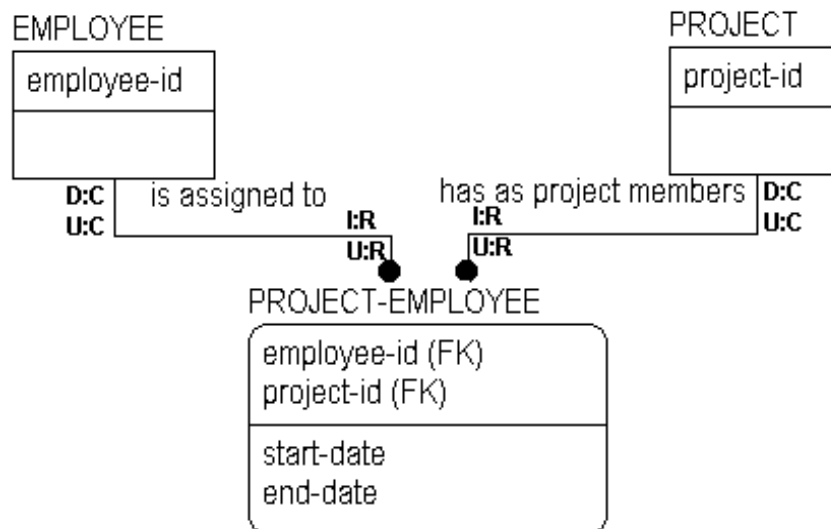 EMPLOYEE
employee-id
PROJECT
project-id
D:C
U:C
is assigned to
I:R
U:R
has as project members
I:R
U:R
D:C
U:C
PROJECT-EMPLOYEE
employee-id (FK)
project-id (FK)
start-date
end-date